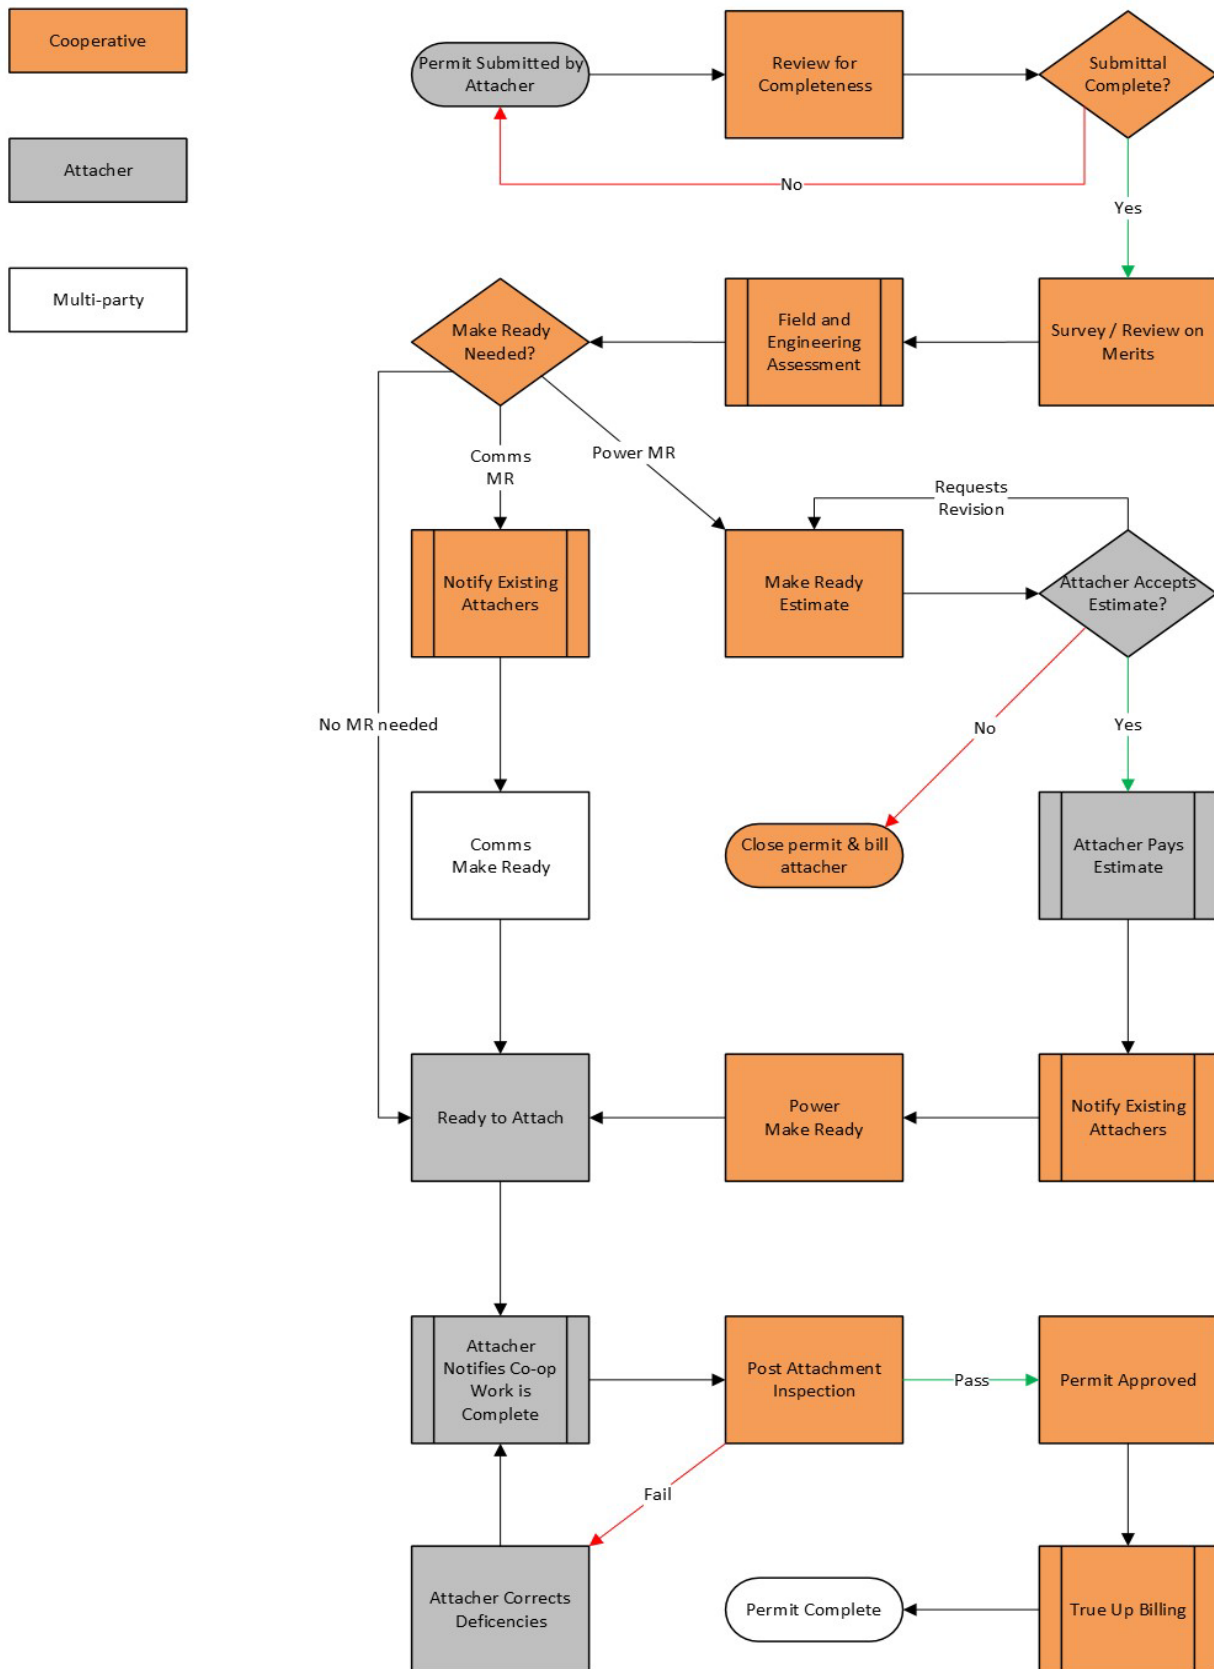 Cooperative
Attacher
Multi-party
Permit Submitted by
Attacher
Review for
Completeness
Submittal
Complete?
No
Yes
Make Ready
Needed?
Field and
Engineering
Assessment
Survey / Review on
Merits
Comms
MR
Power MR
Requests
Revision
Notify Existing
Attachers
Make Ready
Estimate
Attacher Accepts
Estimate?
No MR needed
No
Yes
Comms
Make Ready
Close permit & bill
attacher
Attacher Pays
Estimate
Ready to Attach
Power
Make Ready
Notify Existing
Attachers
Attacher
Notifies Co-op
Work is
Complete
Post Attachment
Inspection
Pass
Permit Approved
Fail
Attacher Corrects
Deficencies
Permit Complete
True Up Billing